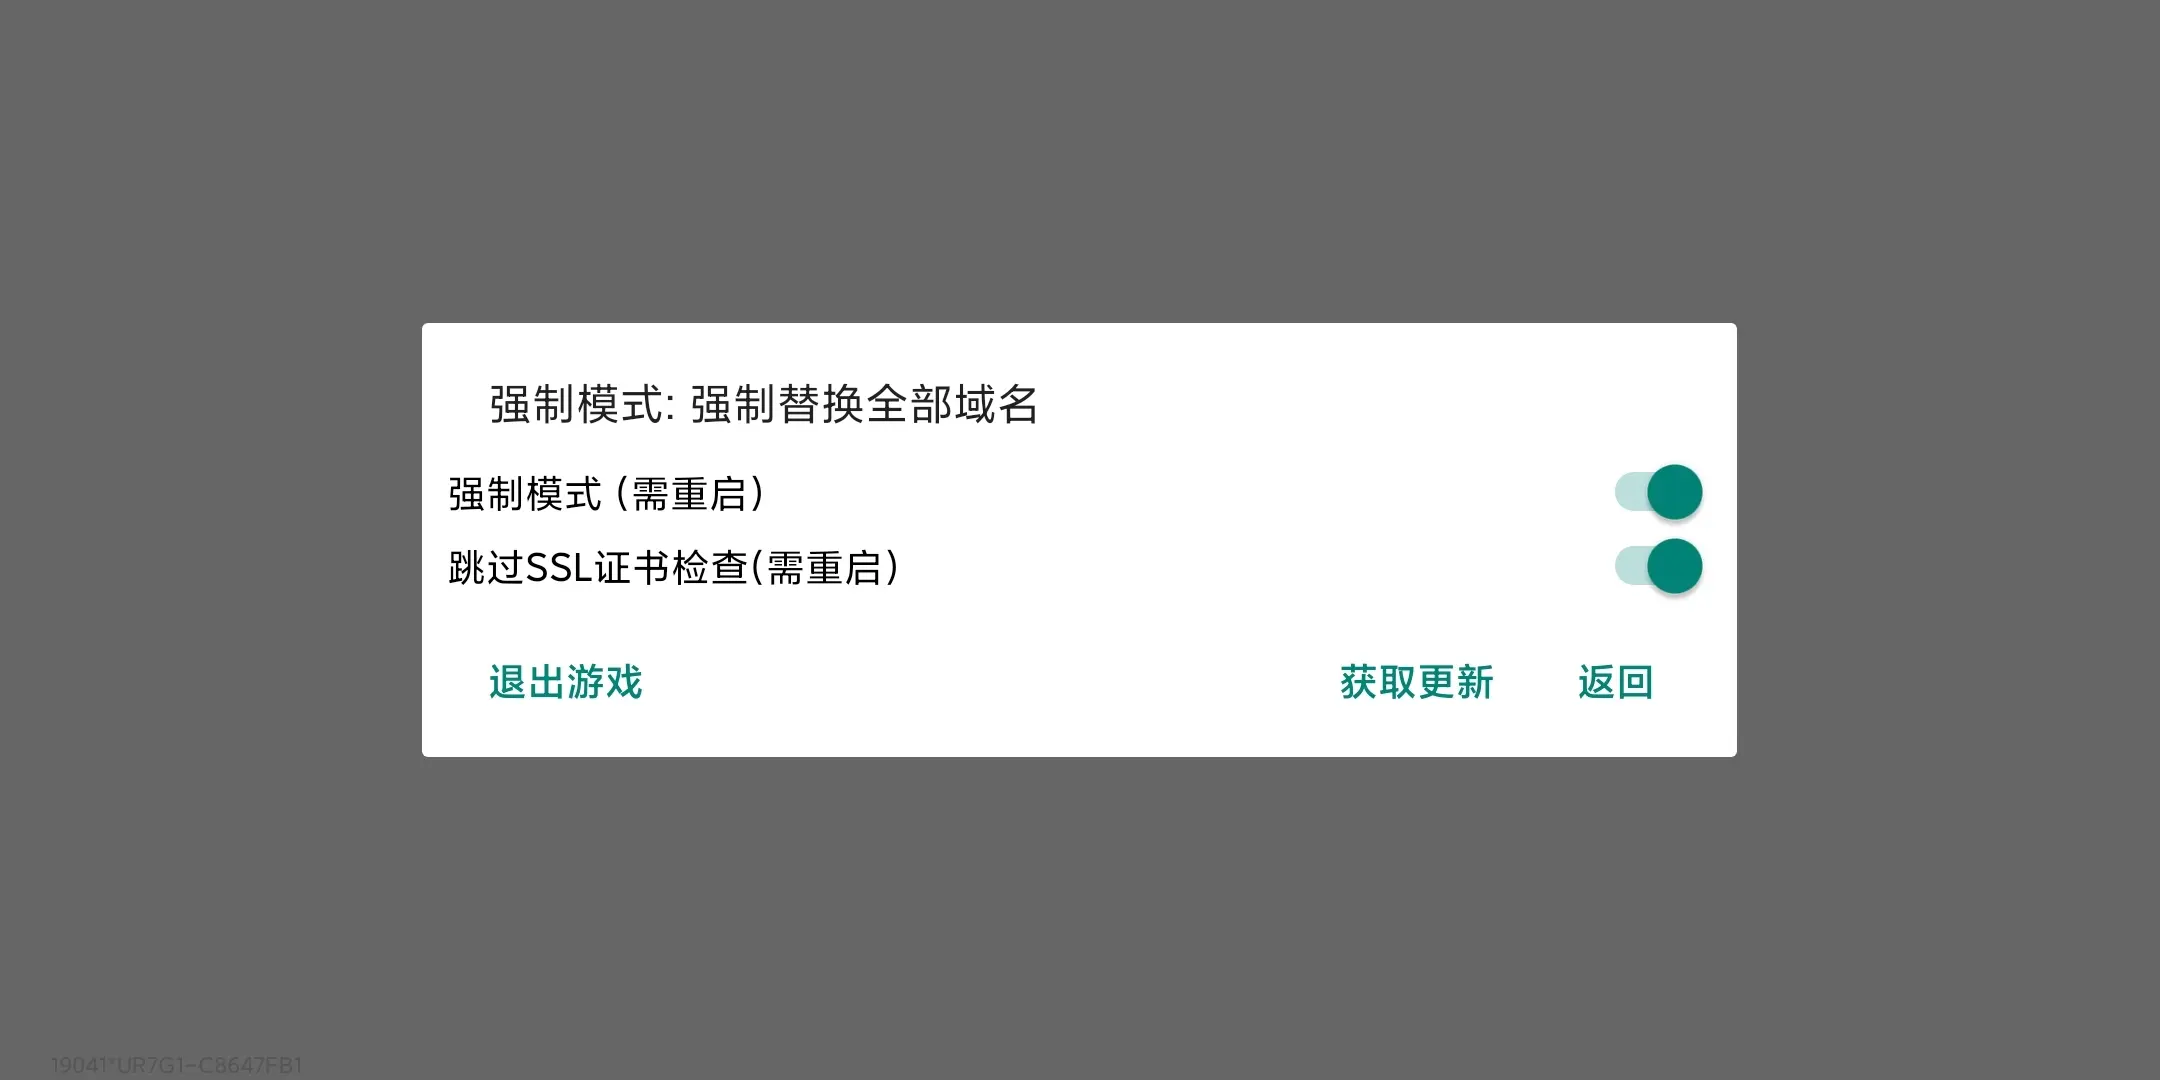 强制模式: 强制替换全部域名
强制模式 (需重启)
跳过SSL证书检查(需重启)
退出游戏
获取更新
返回
19041*UR7G1-C8647FB1